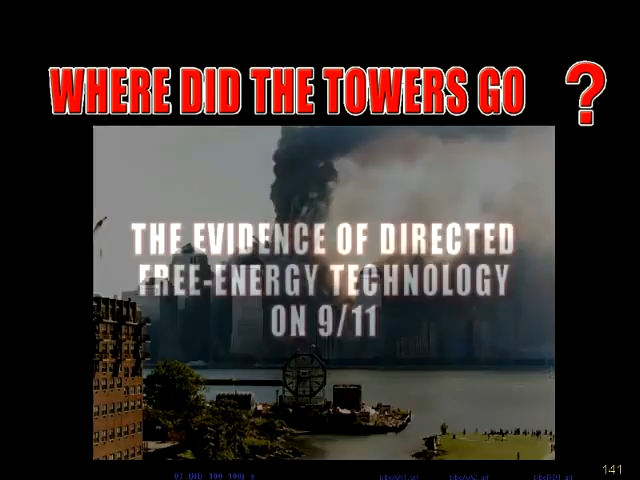 WHERE DID THE TOWERS GO ?
THE EVIDENCE OF DIRECTED
FREE-ENERGY TECHNOLOGY
ON 9/11
141